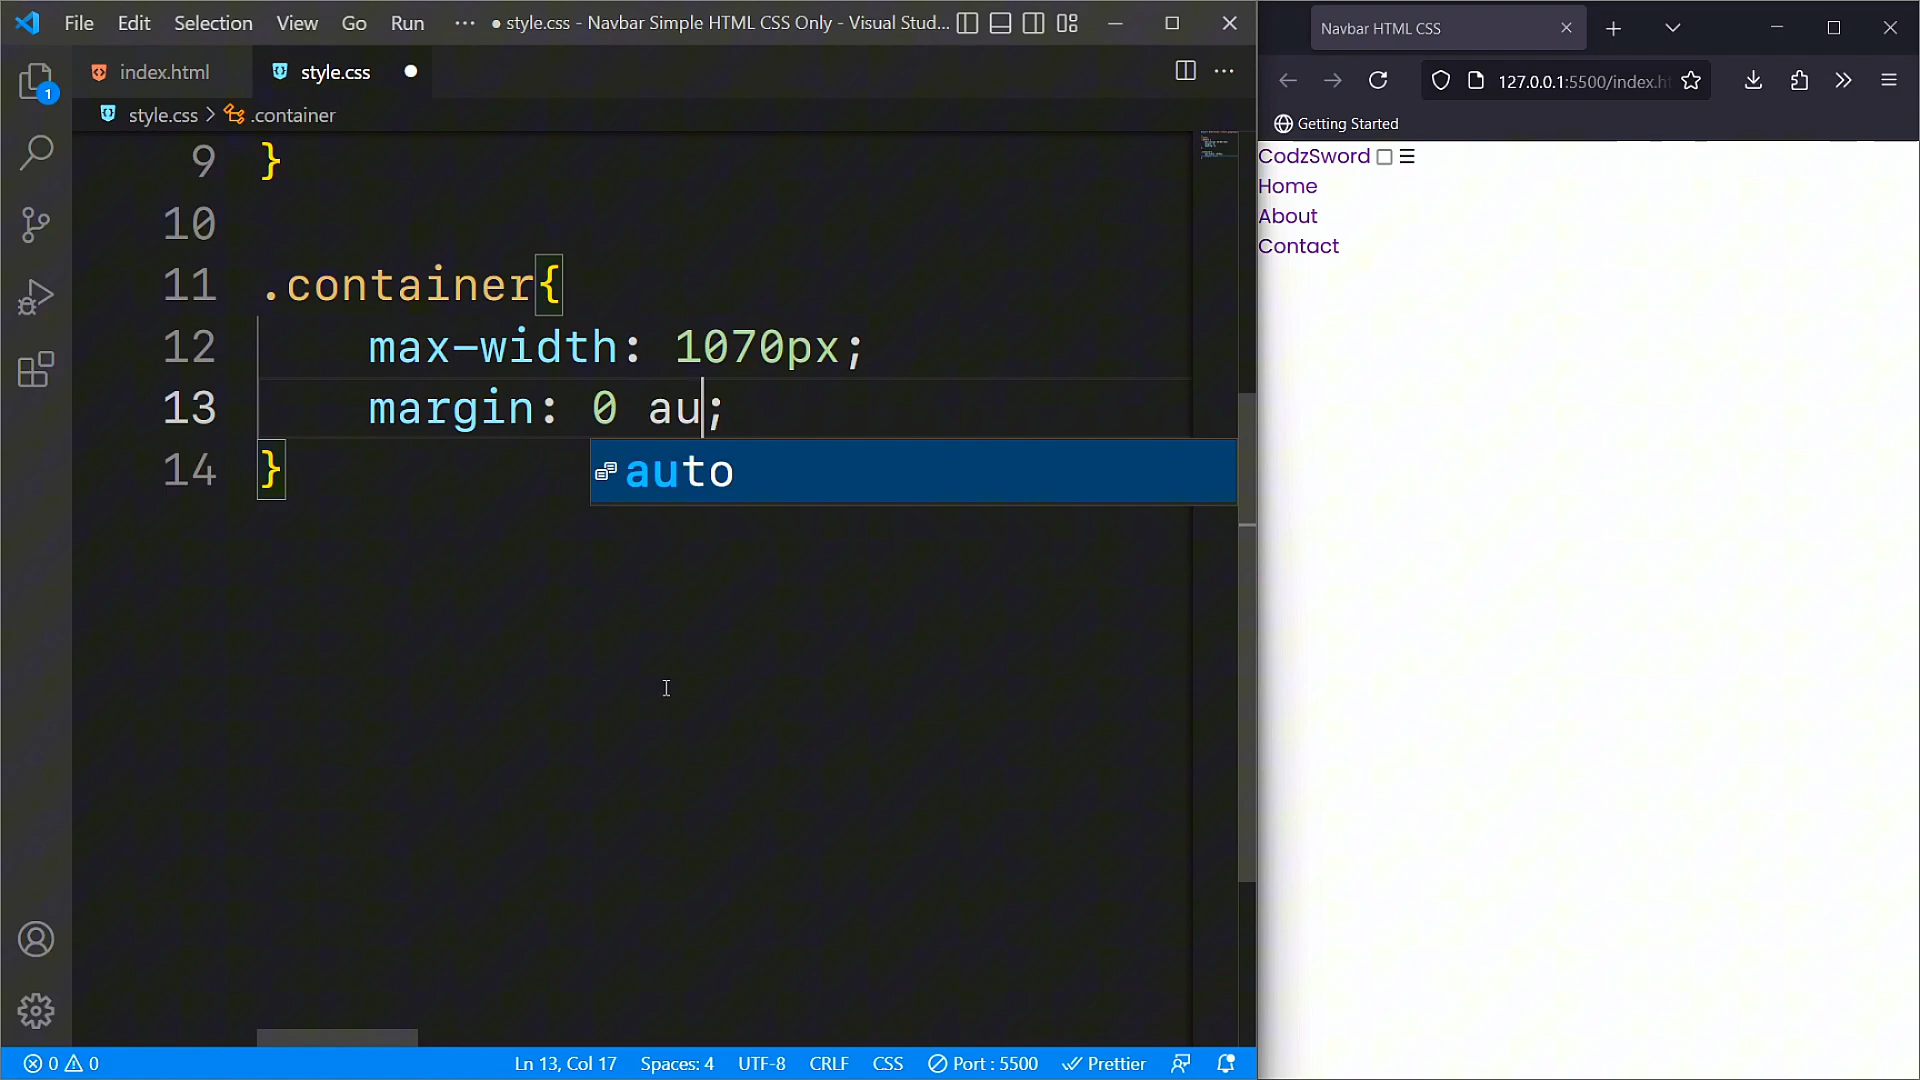 File Edit Selection View Go Run ··· ● style.css - Navbar Simple HTML CSS Only - Visual Stud...
index.html style.css ●
style.css > .container
1
9 }
10
11 .container{
12 max-width: 1070px;
13 margin: 0 au;
auto
14 }
0 0 Ln 13, Col 17 Spaces: 4 UTF-8 CRLF CSS Port : 5500 Prettier
Navbar HTML CSS
127.0.0.1:5500/index.h
Getting Started
CodzSword ☐ ☰
Home
About
Contact